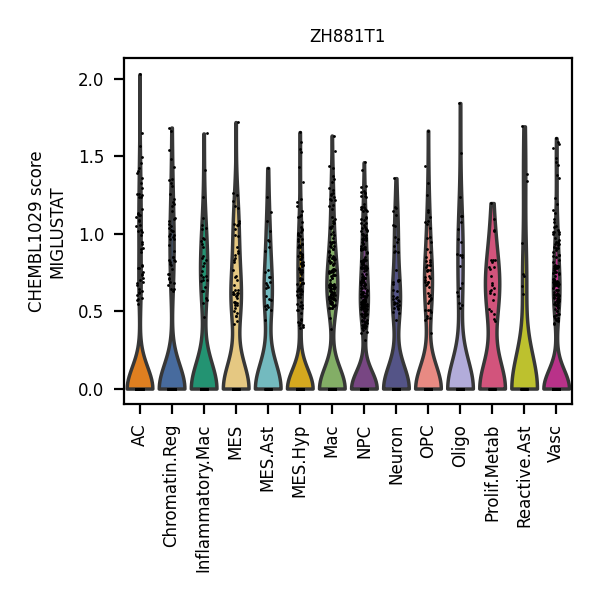 ZH881T1
CHEMBL1029 score
MIGLUSTAT
2.0
1.5
1.0
0.5
0.0
AC
Chromatin.Reg
Inflammatory.Mac
MES
MES.Ast
MES.Hyp
Mac
NPC
Neuron
OPC
Oligo
Prolif.Metab
Reactive.Ast
Vasc